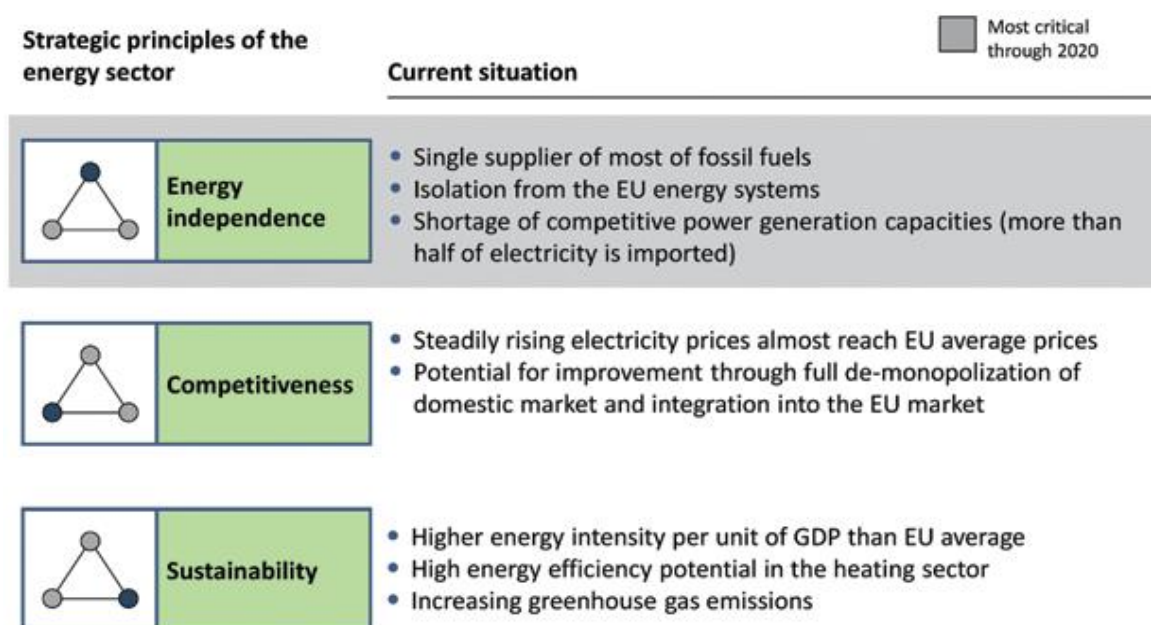 Strategic principles of the
energy sector
Current situation
Most critical
through 2020
Energy
independence
• Single supplier of most of fossil fuels
• Isolation from the EU energy systems
• Shortage of competitive power generation capacities (more than
half of electricity is imported)
Competitiveness
• Steadily rising electricity prices almost reach EU average prices
• Potential for improvement through full de-monopolization of
domestic market and integration into the EU market
Sustainability
• Higher energy intensity per unit of GDP than EU average
• High energy efficiency potential in the heating sector
• Increasing greenhouse gas emissions